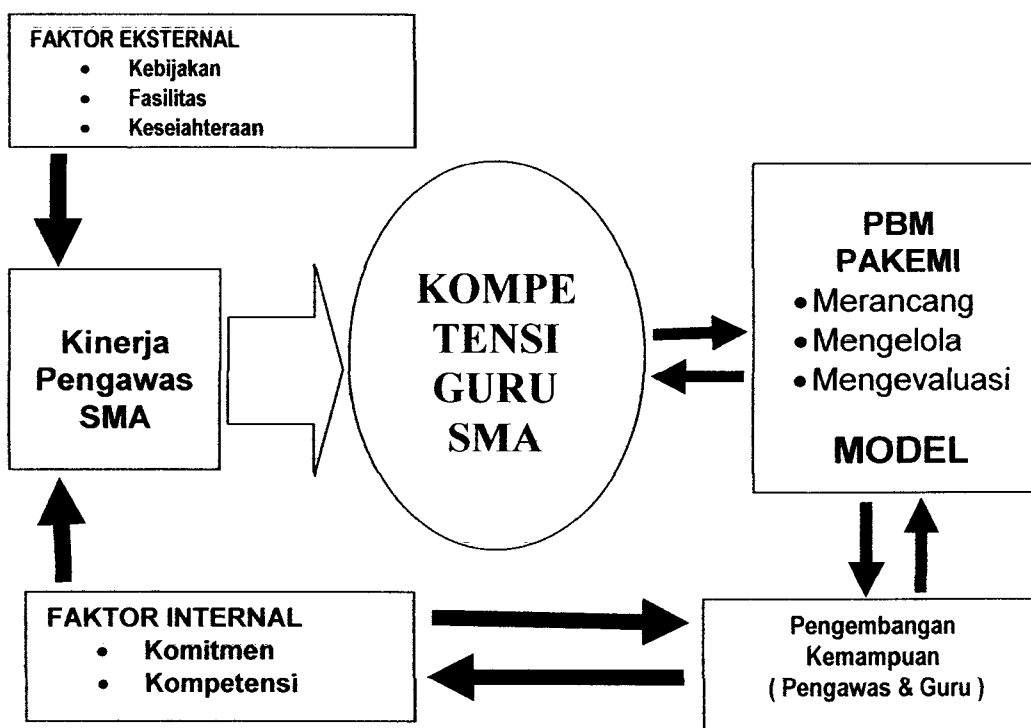 FAKTOR EKSTERNAL
• Kebijakan
• Fasilitas
• Keseiahteraan
Kinerja
Pengawas
SMA
KOMPE
TENSI
GURU
SMA
PBM
PAKEMI
• Merancang
• Mengelola
• Mengevaluasi
MODEL
FAKTOR INTERNAL
• Komitmen
• Kompetensi
Pengembangan
Kemampuan
( Pengawas & Guru )